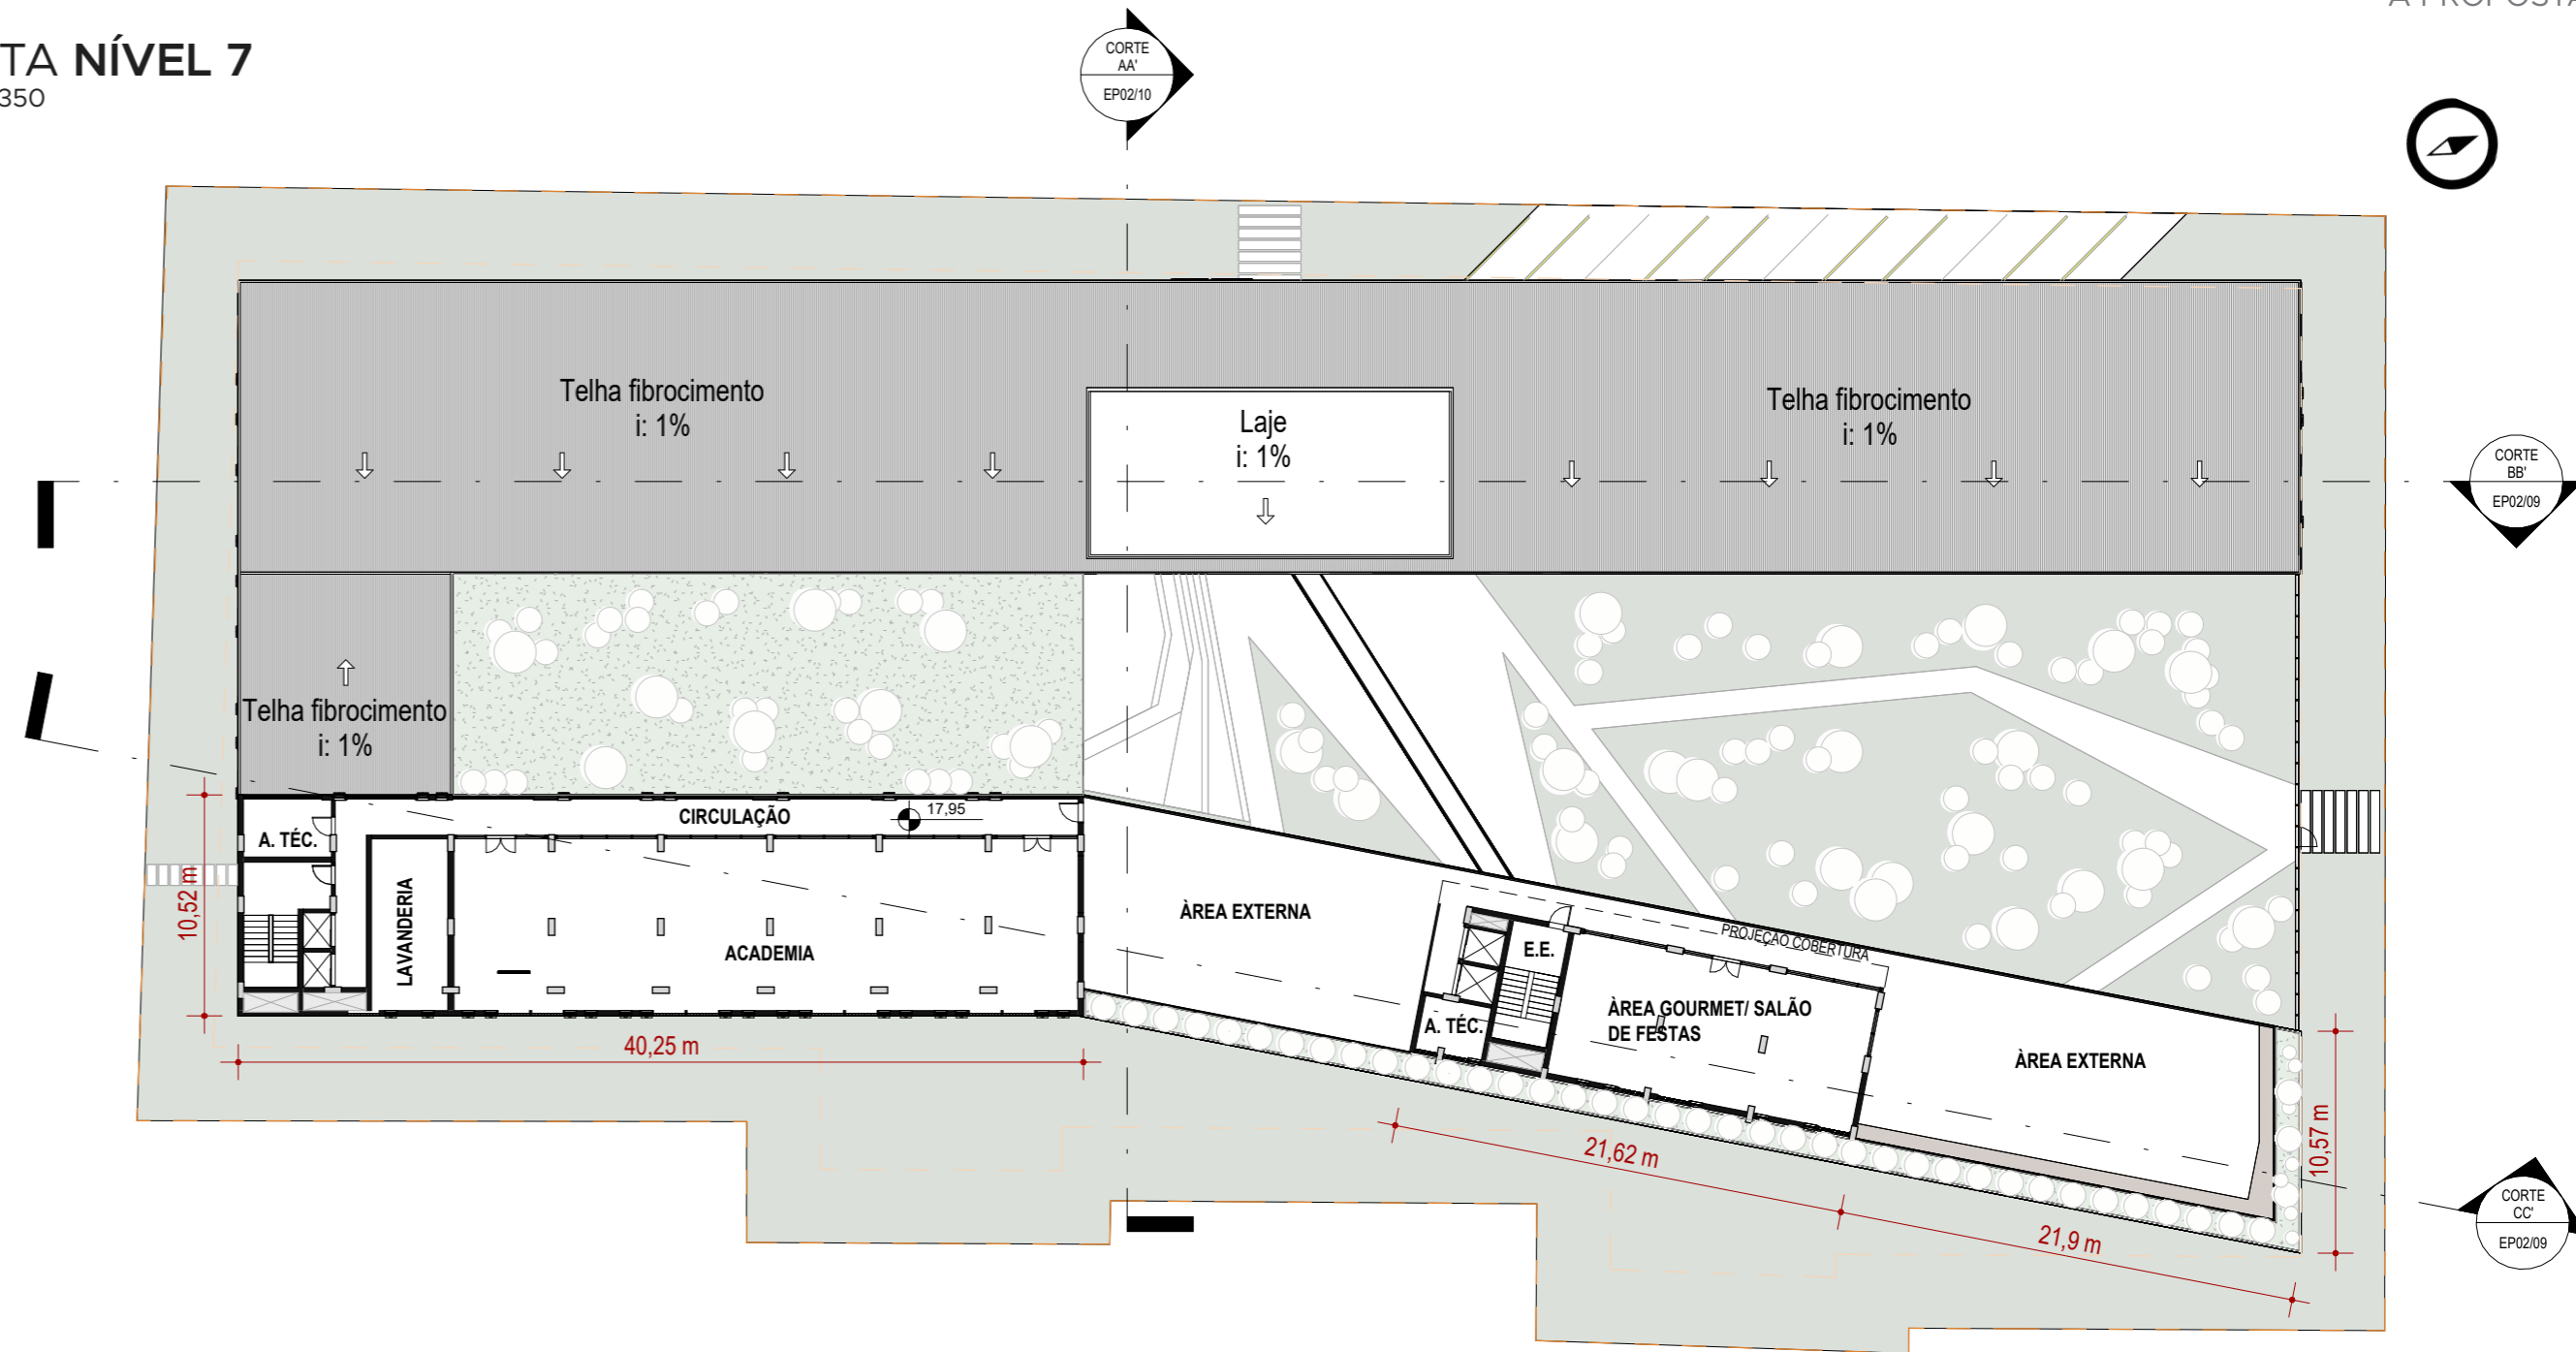 TA NÍVEL 7
350
CORTE
AA'
EP02/10
Telha fibrocimento
i: 1%
Laje
i: 1%
Telha fibrocimento
i: 1%
CORTE
BB'
EP02/09
Telha fibrocimento
i: 1%
CIRCULAÇÃO
17,95
A. TÉC.
LAVANDERIA
ACADEMIA
10,52 m
40,25 m
ÀREA EXTERNA
PROJEÇÃO COBERTURA
E.E.
A. TÉC.
ÀREA GOURMET/ SALÃO
DE FESTAS
ÀREA EXTERNA
21,62 m
21,9 m
10,57 m
CORTE
CC'
EP02/09